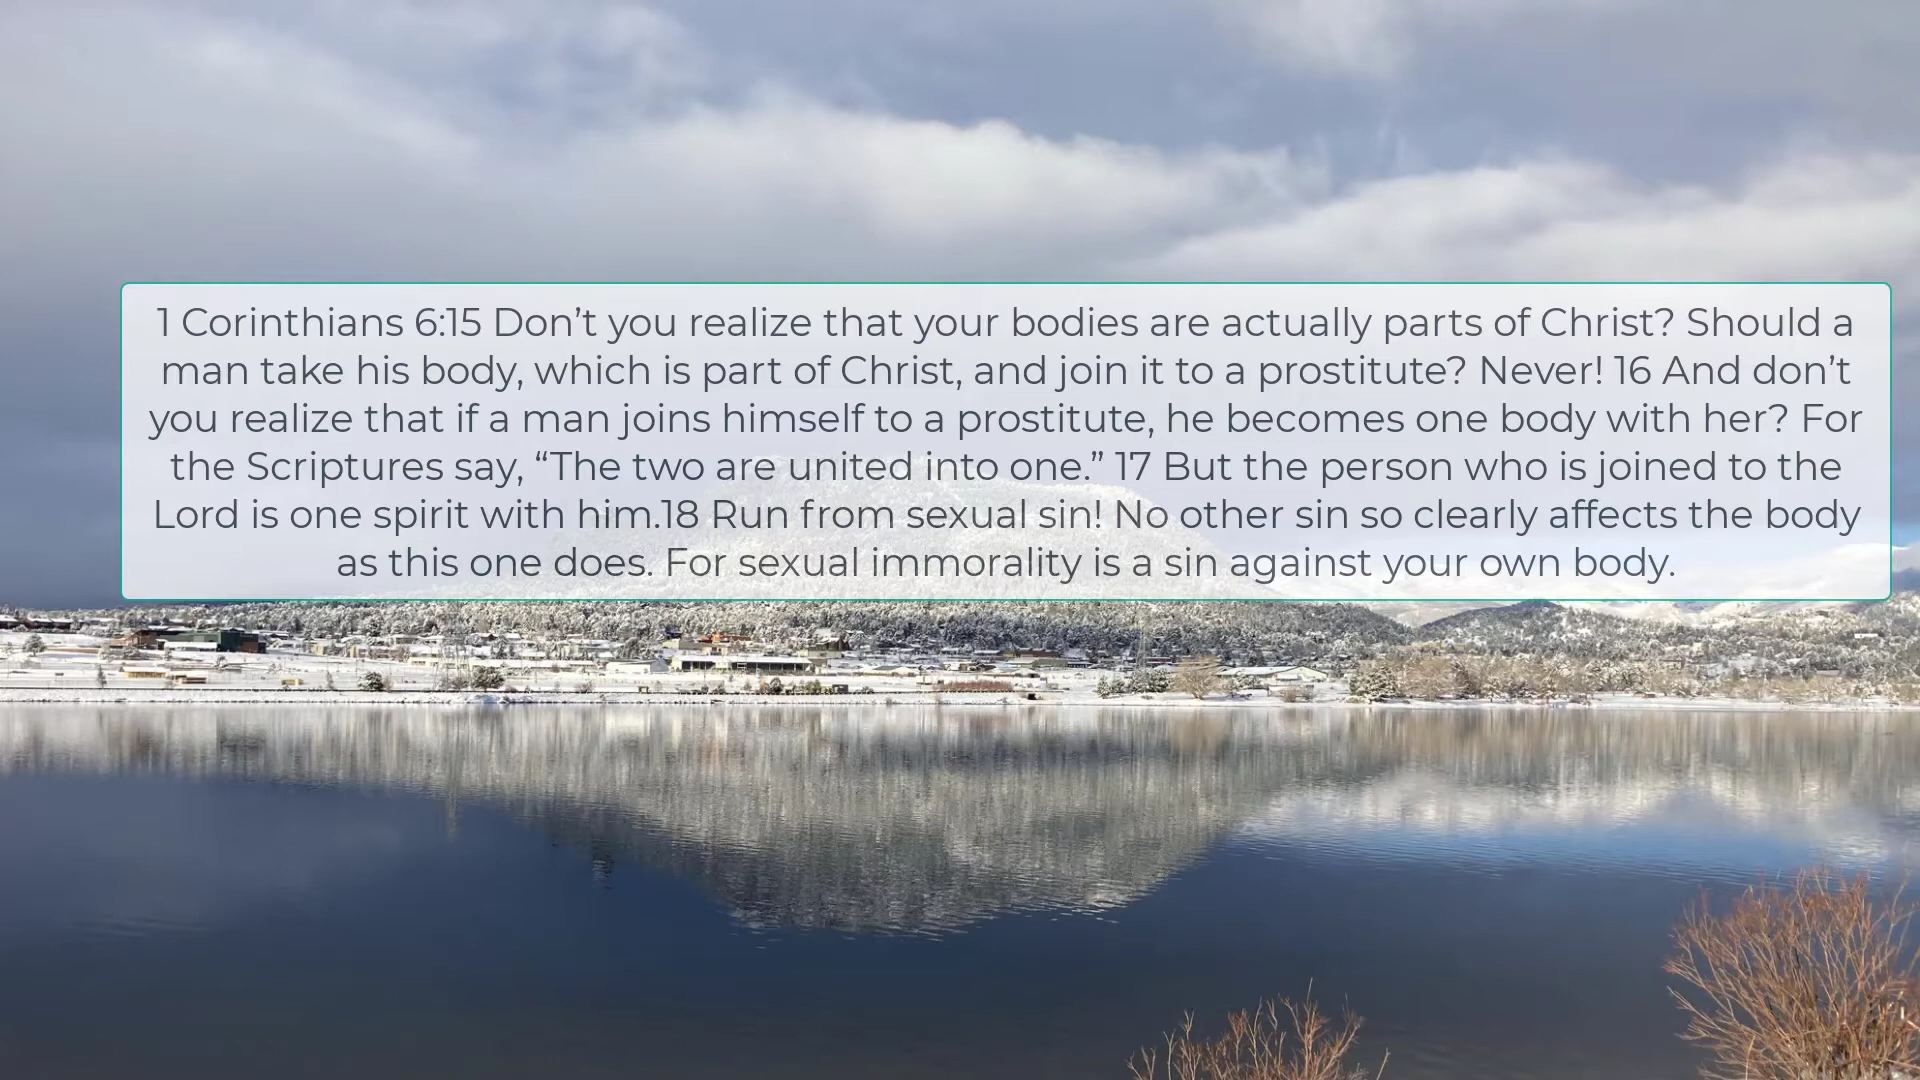 1 Corinthians 6:15 Don’t you realize that your bodies are actually parts of Christ? Should a
man take his body, which is part of Christ, and join it to a prostitute? Never! 16 And don’t
you realize that if a man joins himself to a prostitute, he becomes one body with her? For
the Scriptures say, “The two are united into one.” 17 But the person who is joined to the
Lord is one spirit with him.18 Run from sexual sin! No other sin so clearly affects the body
as this one does. For sexual immorality is a sin against your own body.